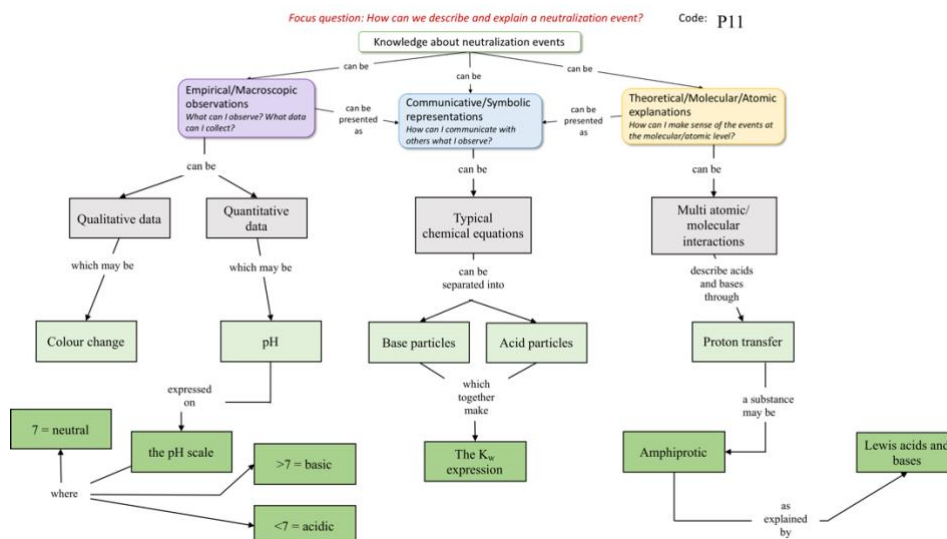 Focus question: How can we describe and explain a neutralization event?
Code: P11
Knowledge about neutralization events
can be
can be
can be
Empirical/Macroscopic
observations
What can I observe? What data
can I collect?
can be
presented
as
Communicative/Symbolic
representations
How can I communicate with
others what I observe?
can be
presented
as
Theoretical/Molecular/Atomic
explanations
How can I make sense of the events at
the molecular/atomic level?
can be
can be
can be
Qualitative data
Quantitative
data
Typical
chemical equations
Multi atomic/
molecular
interactions
which may be
which may be
can be
separated into
describe acids
and bases
through
Colour change
pH
Base particles
Acid particles
Proton transfer
expressed
on
which
together
make
a substance
may be
7 = neutral
the pH scale
>7 = basic
The Kw
expression
Amphiprotic
Lewis acids and
bases
where
<7 = acidic
as
explained
by